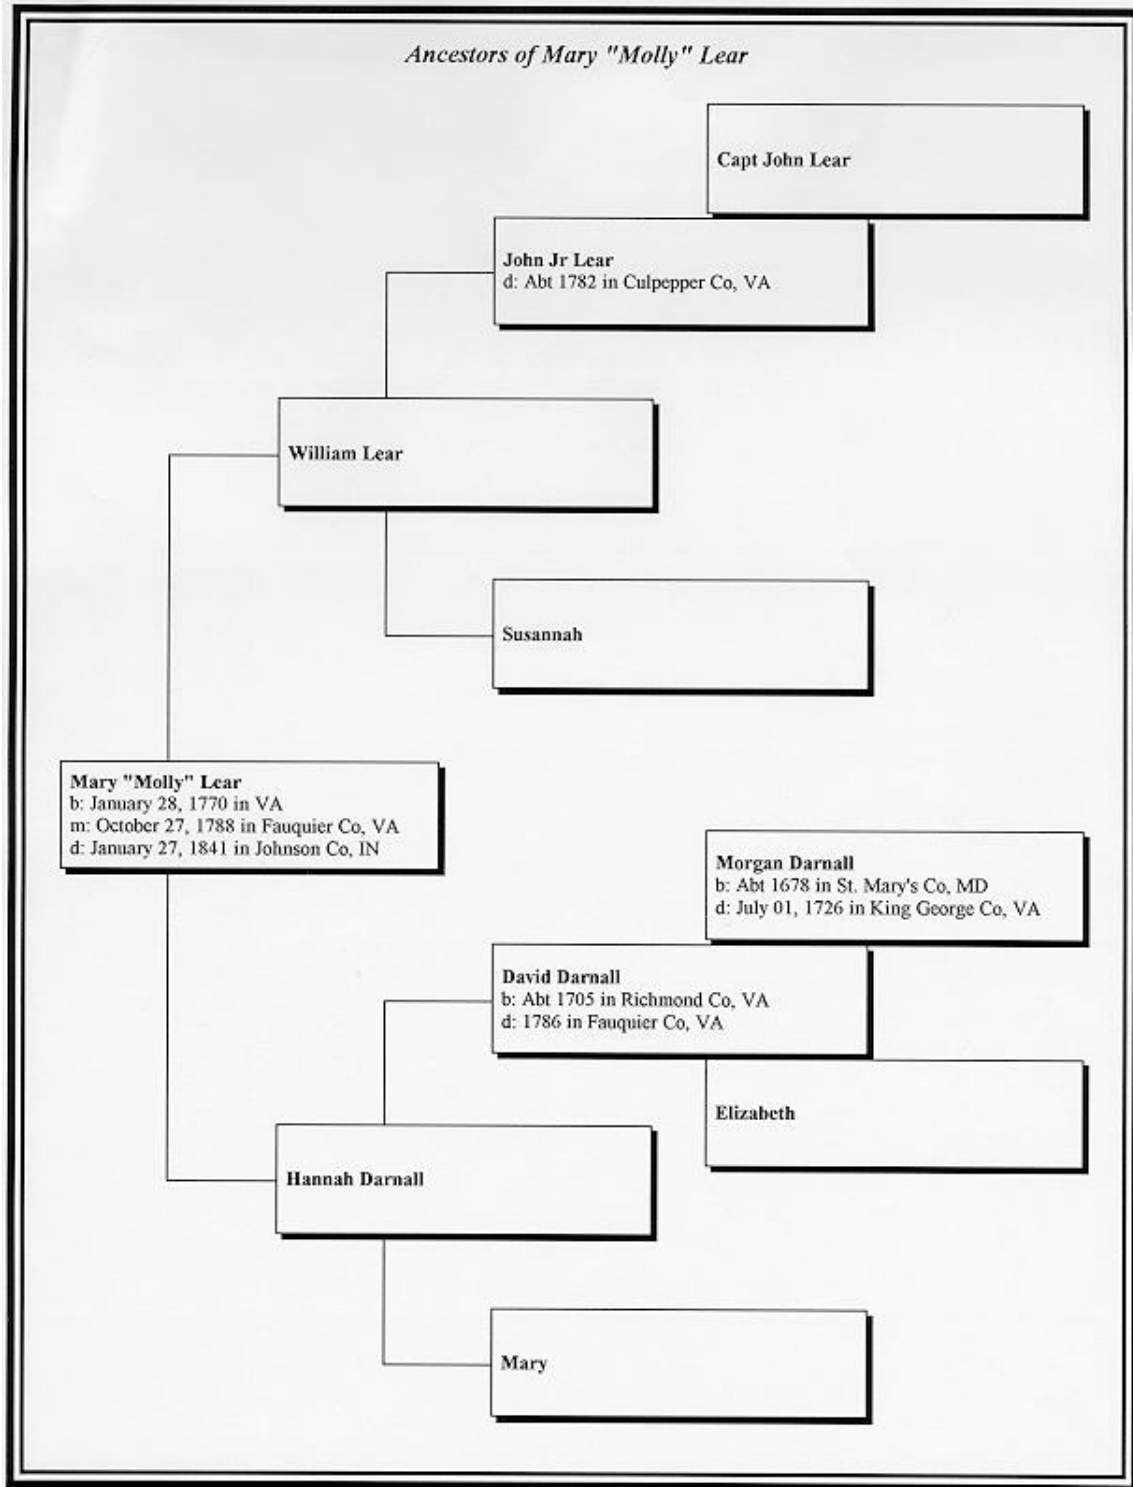 Ancestors of Mary "Molly" Lear
Capt John Lear
John Jr Lear
d: Abt 1782 in Culpepper Co, VA
William Lear
Susannah
Mary "Molly" Lear
b: January 28, 1770 in VA
m: October 27, 1788 in Fauquier Co, VA
d: January 27, 1841 in Johnson Co, IN
Morgan Darnall
b: Abt 1678 in St. Mary's Co, MD
d: July 01, 1726 in King George Co, VA
David Darnall
b: Abt 1705 in Richmond Co, VA
d: 1786 in Fauquier Co, VA
Elizabeth
Hannah Darnall
Mary